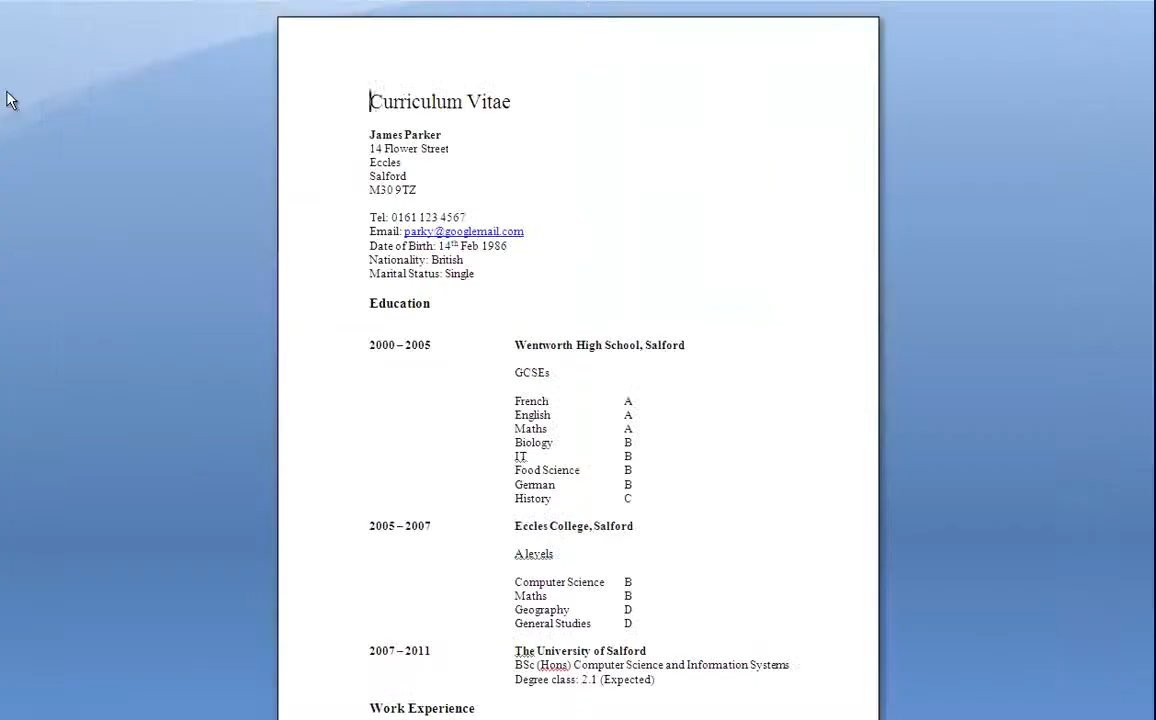 Curriculum Vitae
James Parker
14 Flower Street
Eccles
Salford
M30 9TZ
Tel: 0161 123 4567
Email: parky@googlemail.com
Date of Birth: 14th Feb 1986
Nationality: British
Marital Status: Single
Education
2000 – 2005 Wentworth High School, Salford
GCSEs
French A
English A
Maths A
Biology B
IT B
Food Science B
German B
History C
2005 – 2007 Eccles College, Salford
A levels
Computer Science B
Maths B
Geography D
General Studies D
2007 – 2011 The University of Salford
BSc (Hons) Computer Science and Information Systems
Degree class: 2.1 (Expected)
Work Experience